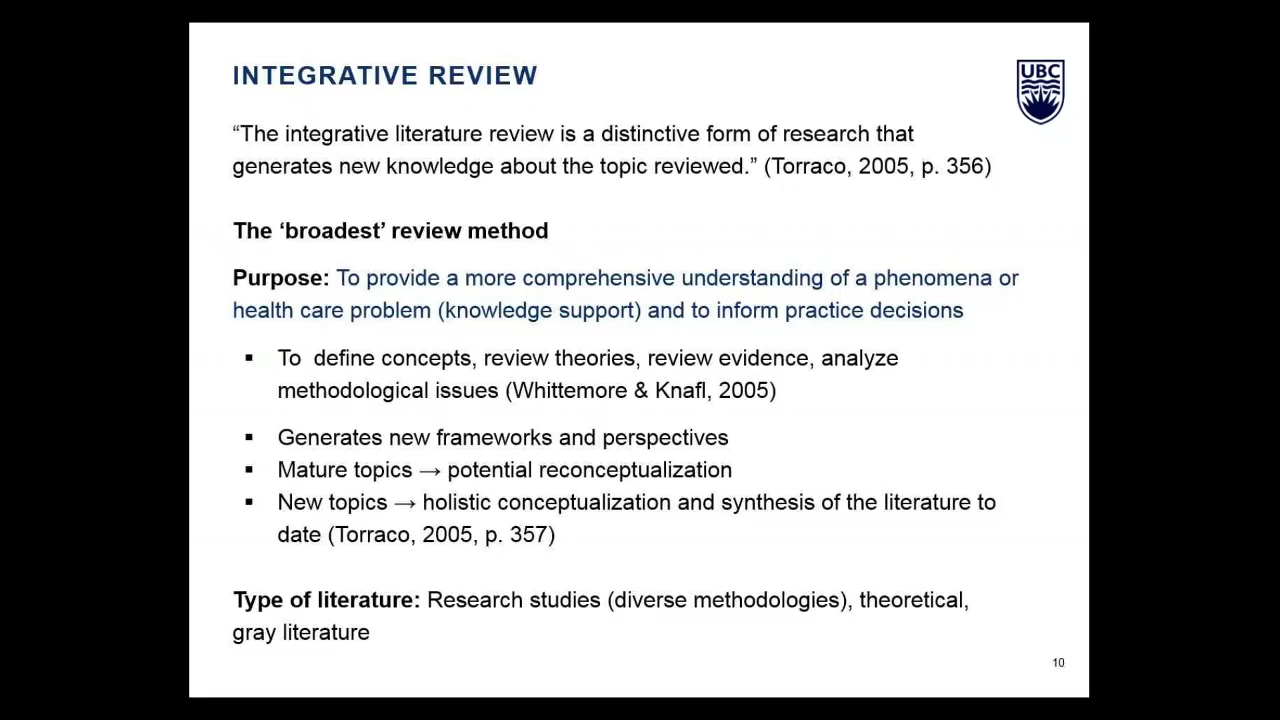 INTEGRATIVE REVIEW
UBC
“The integrative literature review is a distinctive form of research that
generates new knowledge about the topic reviewed.” (Torraco, 2005, p. 356)
The ‘broadest’ review method
Purpose: To provide a more comprehensive understanding of a phenomena or
health care problem (knowledge support) and to inform practice decisions
▪ To  define concepts, review theories, review evidence, analyze
methodological issues (Whittemore & Knafl, 2005)
▪ Generates new frameworks and perspectives
▪ Mature topics → potential reconceptualization
▪ New topics → holistic conceptualization and synthesis of the literature to
date (Torraco, 2005, p. 357)
Type of literature: Research studies (diverse methodologies), theoretical,
gray literature
10